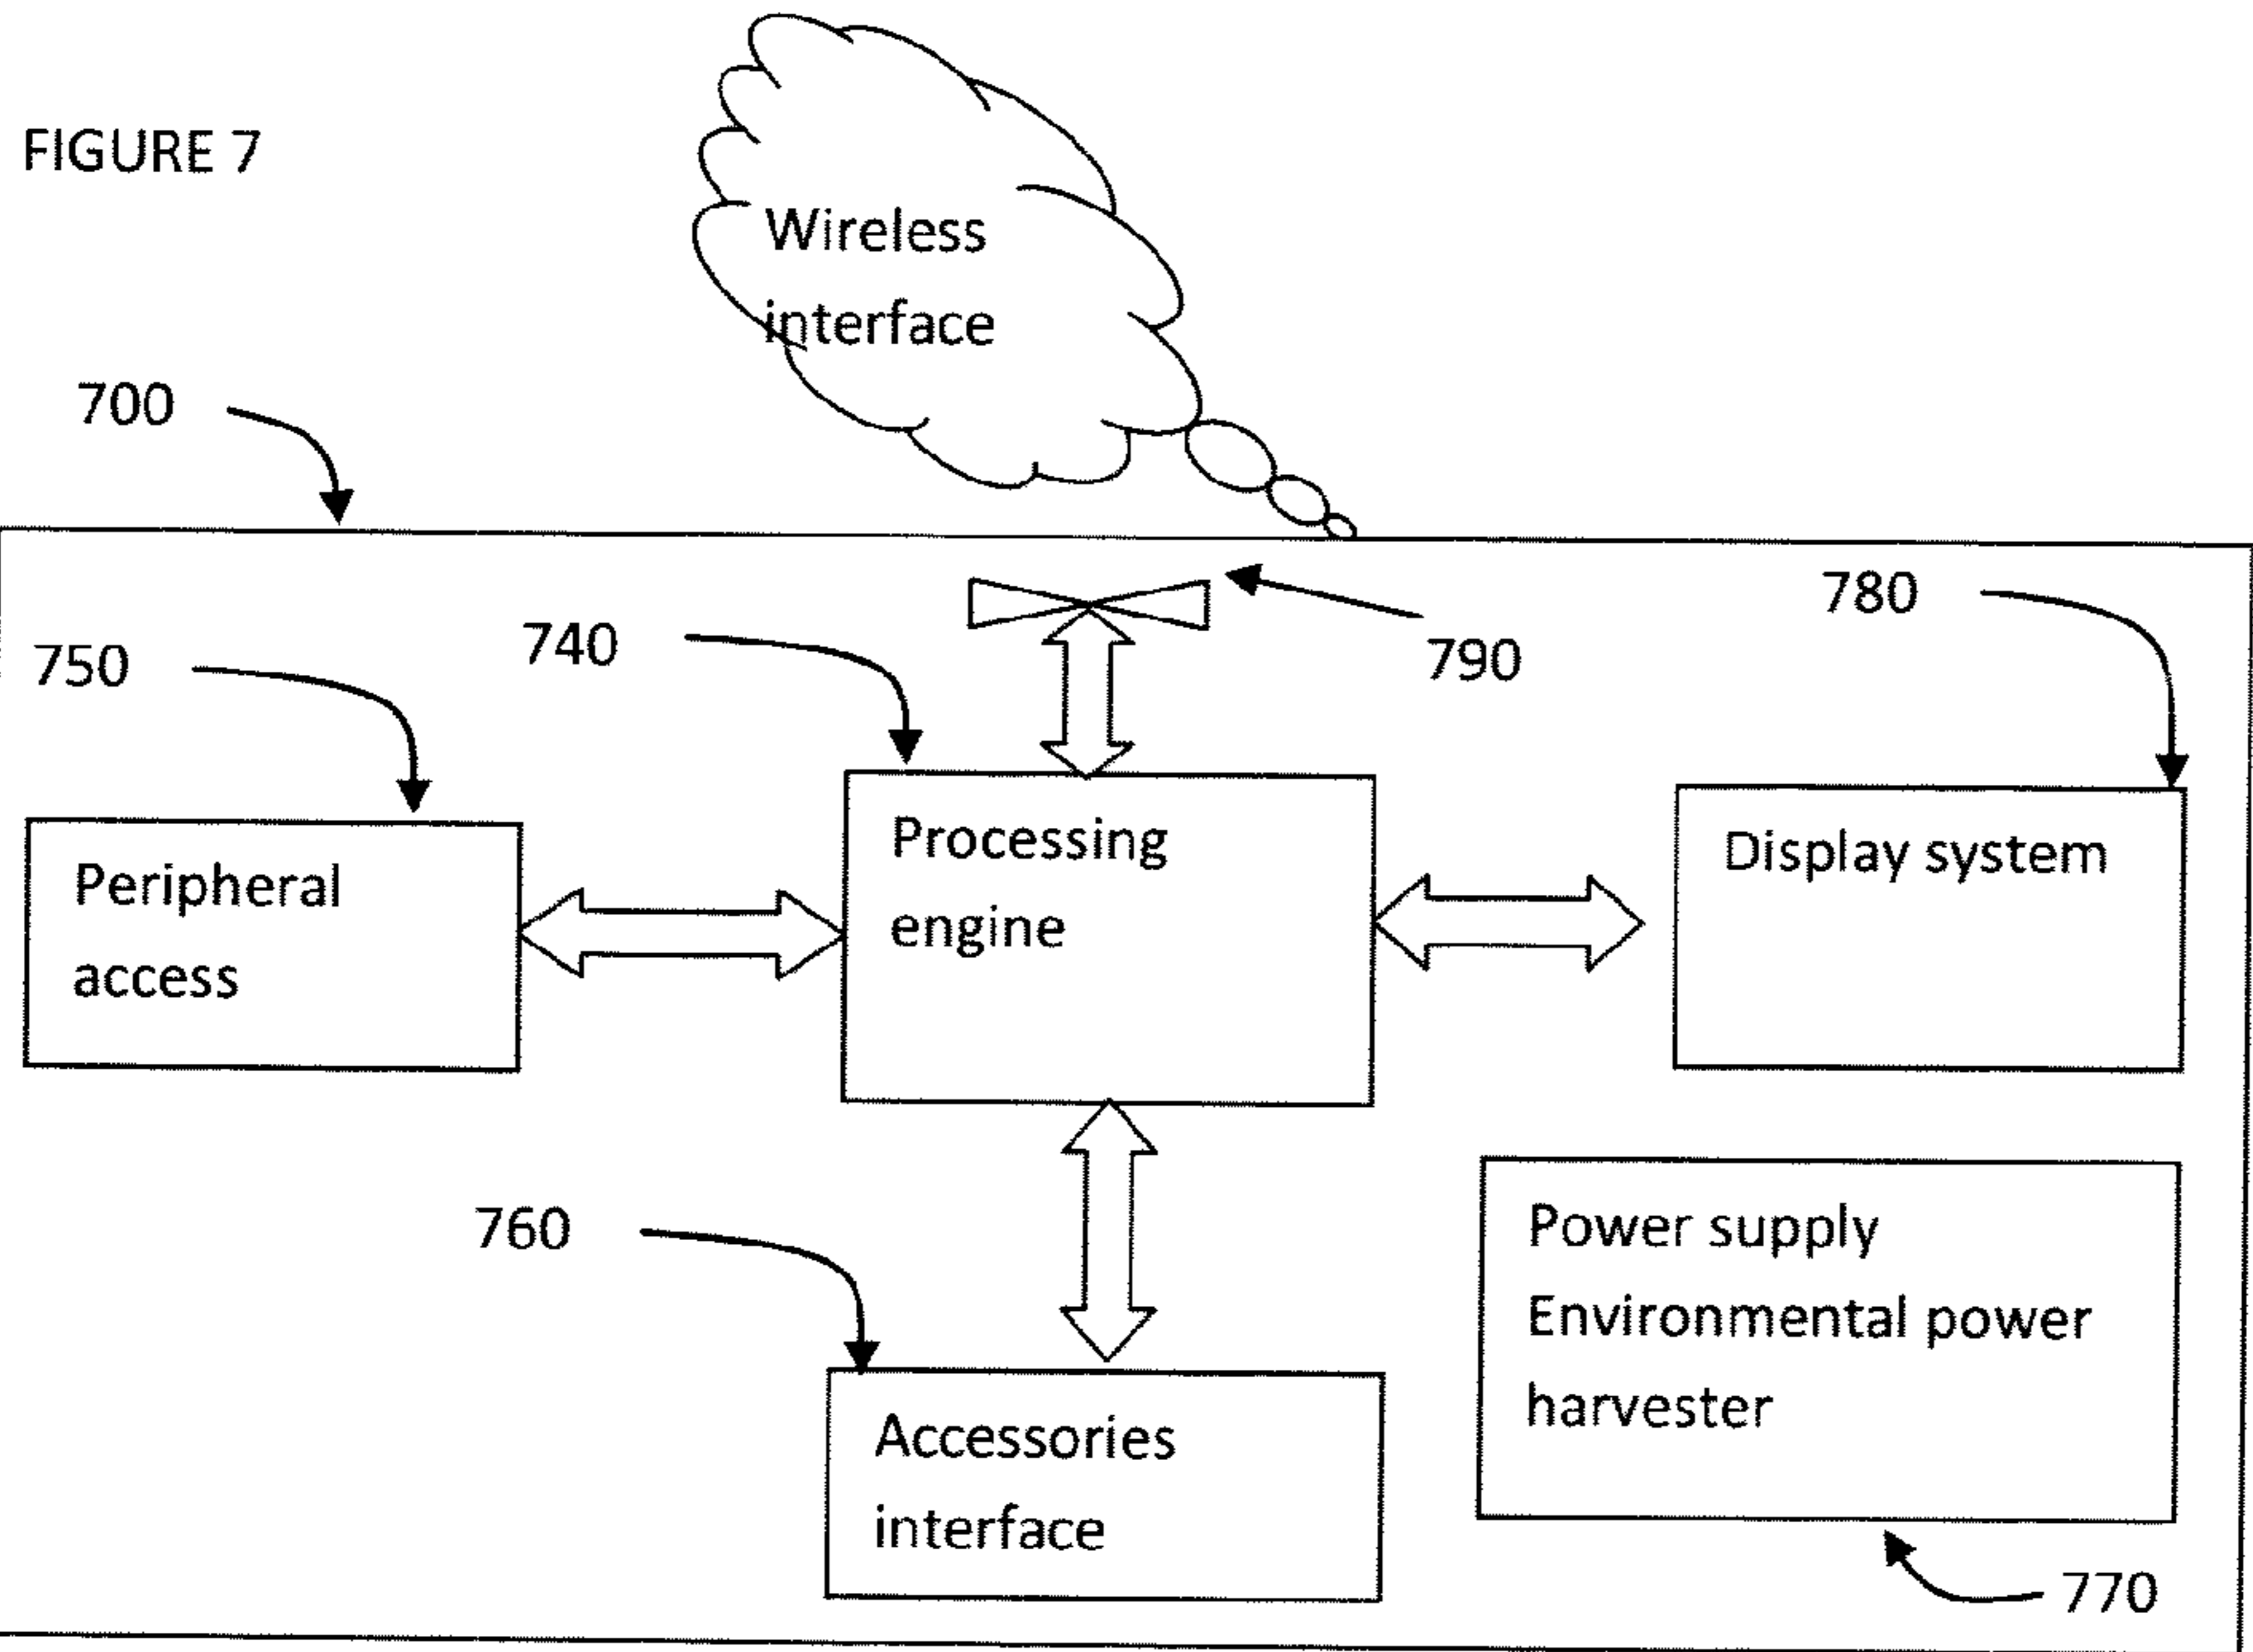 FIGURE 7
Wireless
interface
700
780
740
790
750
Processing
engine
Display system
Peripheral
access
760
Power supply
Environmental power
harvester
Accessories
interface
770